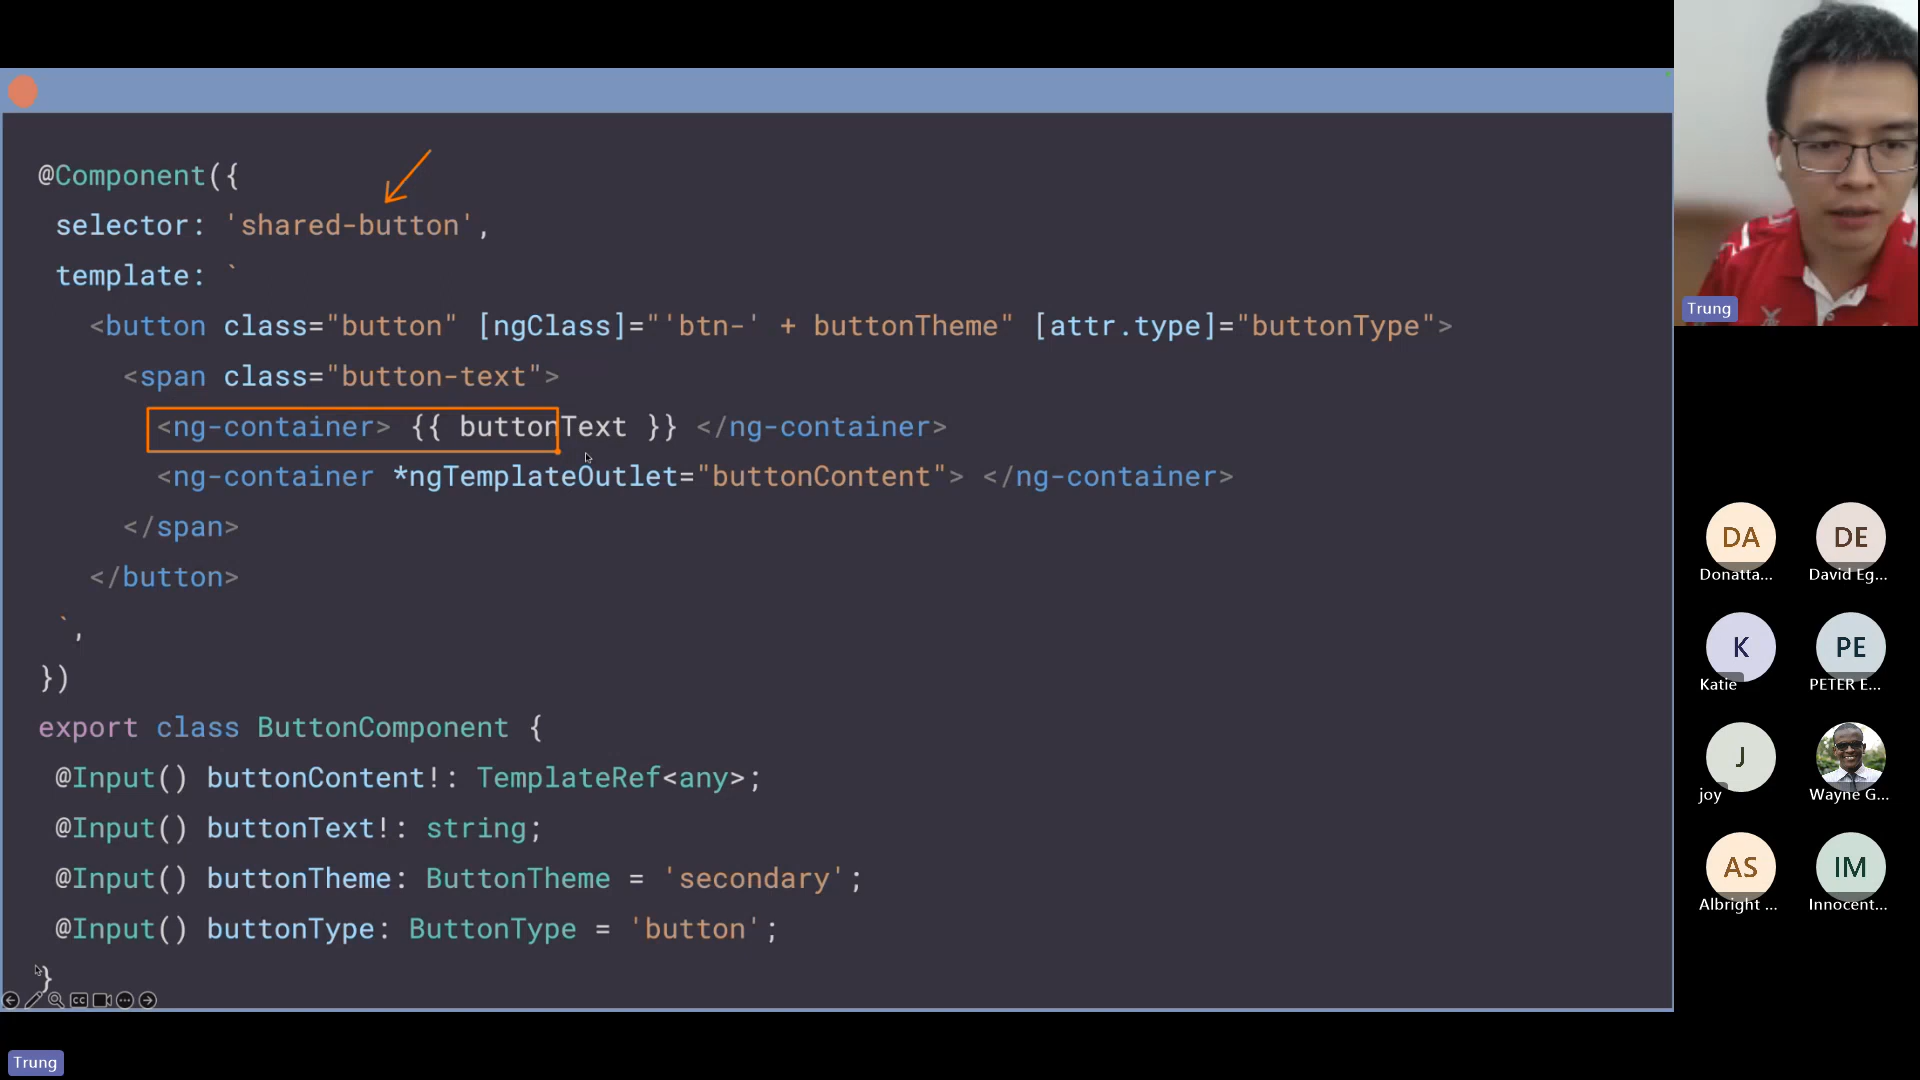 @Component({
selector: 'shared-button',
template: `
<button class="button" [ngClass]="'btn-' + buttonTheme" [attr.type]="buttonType">
<span class="button-text">
<ng-container> {{ buttonText }} </ng-container>
<ng-container *ngTemplateOutlet="buttonContent"> </ng-container>
</span>
</button>
`,
})
export class ButtonComponent {
@Input() buttonContent!: TemplateRef<any>;
@Input() buttonText!: string;
@Input() buttonTheme: ButtonTheme = 'secondary';
@Input() buttonType: ButtonType = 'button';
}
CC
Trung
Trung
DA
Donatta...
DE
David Eg...
K
Katie
PE
PETER E...
J
joy
Wayne G...
AS
Albright ...
IM
Innocent...